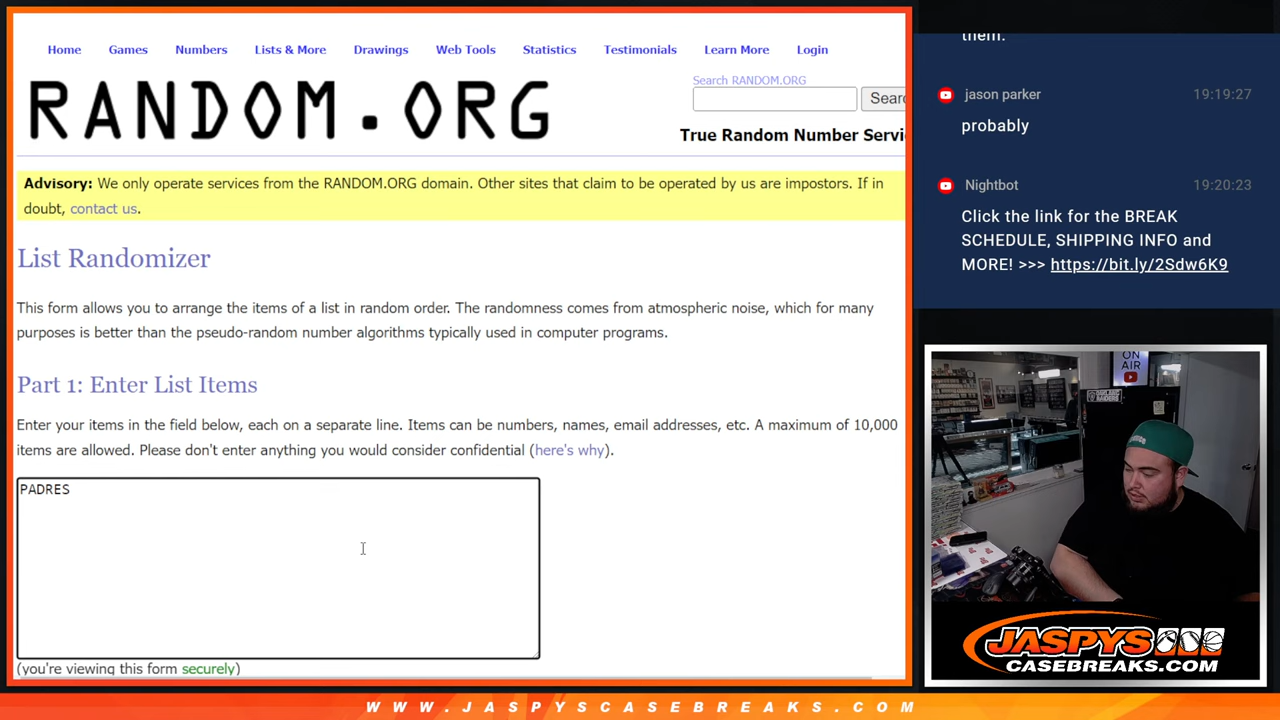 Home Games Numbers Lists & More Drawings Web Tools Statistics Testimonials Learn More Login
RANDOM.ORG
Search RANDOM.ORG
Searc
True Random Number Servi
Advisory: We only operate services from the RANDOM.ORG domain. Other sites that claim to be operated by us are impostors. If in
doubt, contact us.
List Randomizer
This form allows you to arrange the items of a list in random order. The randomness comes from atmospheric noise, which for many
purposes is better than the pseudo-random number algorithms typically used in computer programs.
Part 1: Enter List Items
Enter your items in the field below, each on a separate line. Items can be numbers, names, email addresses, etc. A maximum of 10,000
items are allowed. Please don't enter anything you would consider confidential (here's why).
PADRES
(you're viewing this form securely)
them.
jason parker 19:19:27
probably
Nightbot 19:20:23
Click the link for the BREAK
SCHEDULE, SHIPPING INFO and
MORE! >>> https://bit.ly/2Sdw6K9
ON
AIR
JASPYS
CASEBREAKS.COM
WWW.JASPYSCASEBREAKS.COM